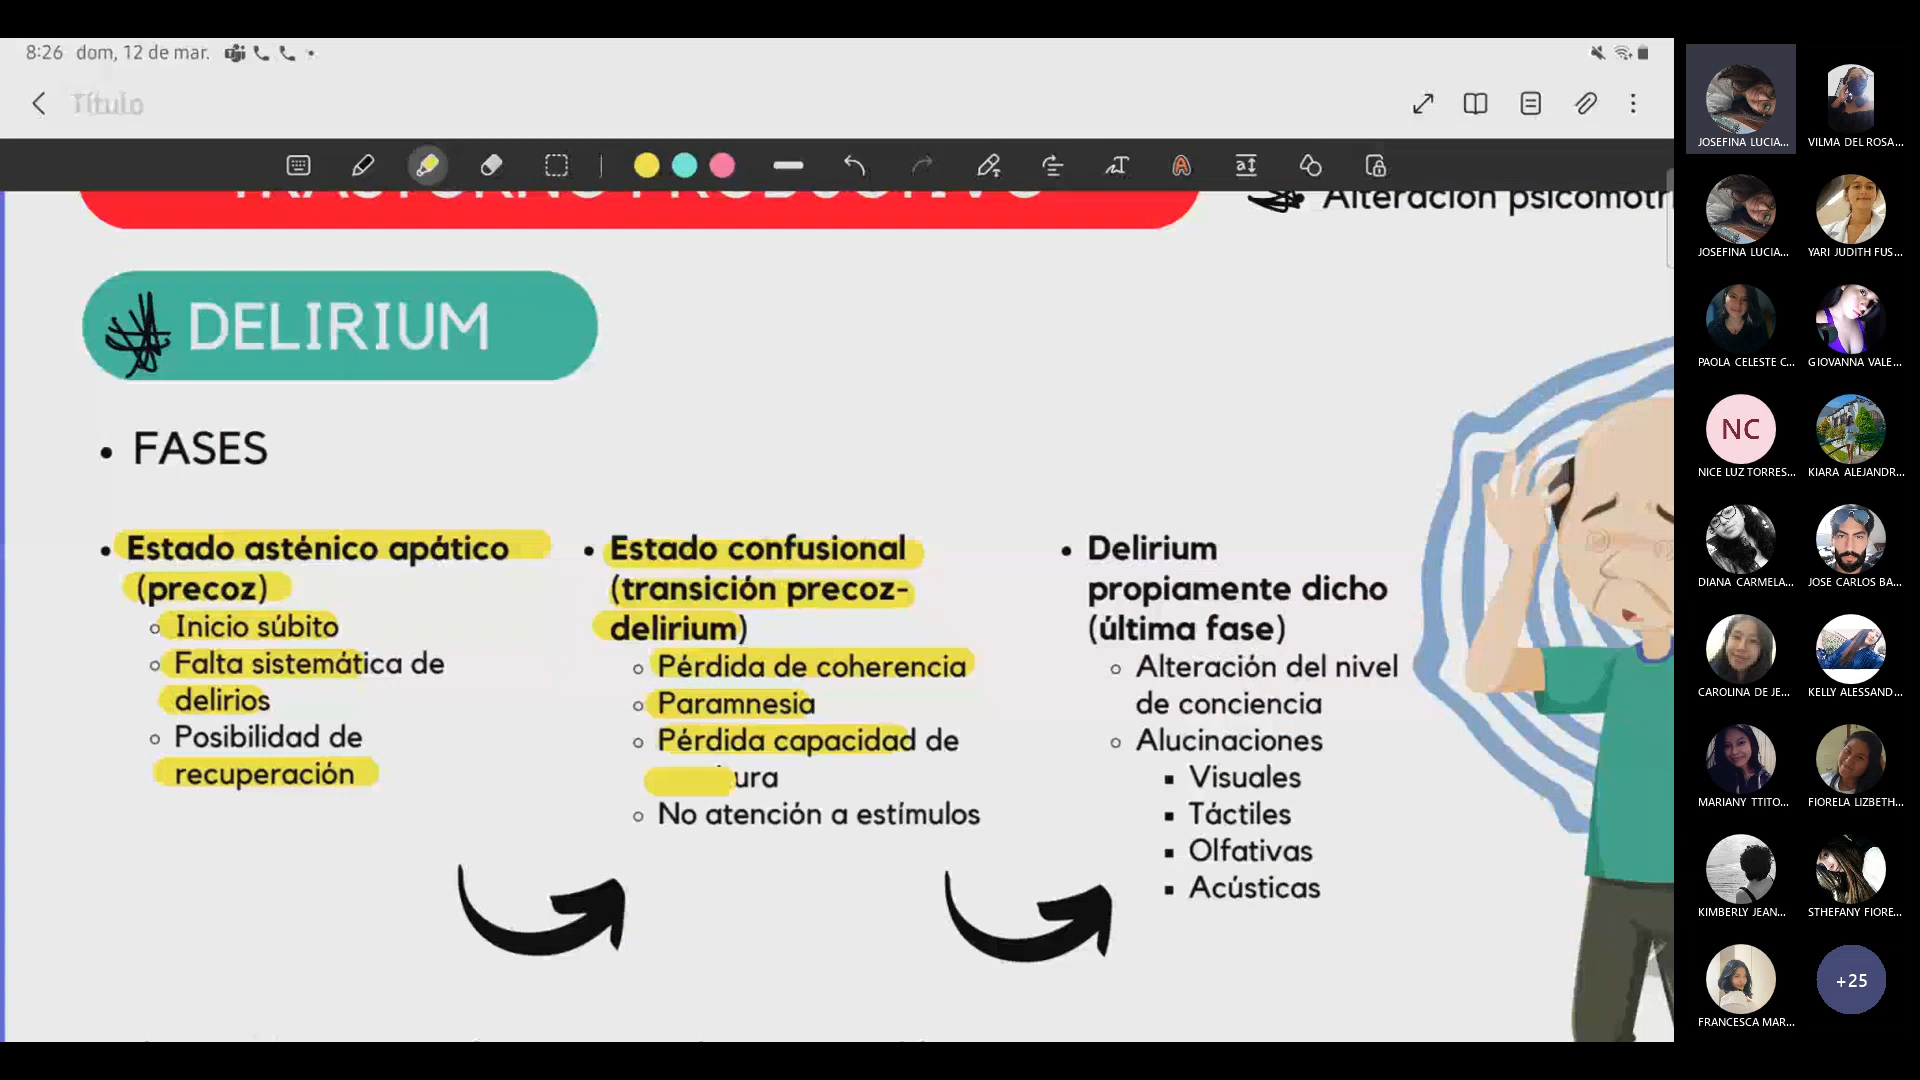 8:26 dom, 12 de mar.
Título
Alteración psicomotri
DELIRIUM
FASES
Estado asténico apático
(precoz)
Inicio súbito
Falta sistemática de
delirios
Posibilidad de
recuperación
Estado confusional
(transición precoz-
delirium)
Pérdida de coherencia
Paramnesia
Pérdida capacidad de
ura
No atención a estímulos
Delirium
propiamente dicho
(última fase)
Alteración del nivel
de conciencia
Alucinaciones
Visuales
Táctiles
Olfativas
Acústicas
JOSEFINA LUCIA...
VILMA DEL ROSA...
JOSEFINA LUCIA...
YARI JUDITH FUS...
PAOLA CELESTE C...
GIOVANNA VALE...
NC
NICE LUZ TORRES...
KIARA ALEJANDR...
DIANA CARMELA...
JOSE CARLOS BA...
CAROLINA DE JE...
KELLY ALESSAND...
MARIANY TTITO...
FIORELA LIZBETH...
KIMBERLY JEAN...
STHEFANY FIORE...
FRANCESCA MAR...
+25